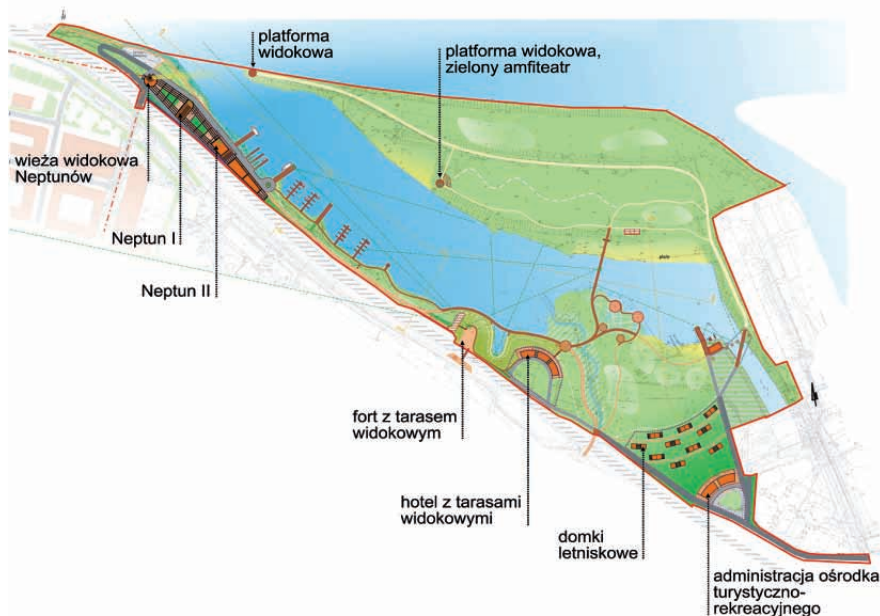 platforma
widokowa
platforma widokowa,
zielony amfiteatr
wieża widokowa
Neptunów
Neptun I
Neptun II
fort z tarasem
widokowym
hotel z tarasami
widokowymi
domki
letniskowe
administracja ośrodka
turystyczno-
rekreacyjnego